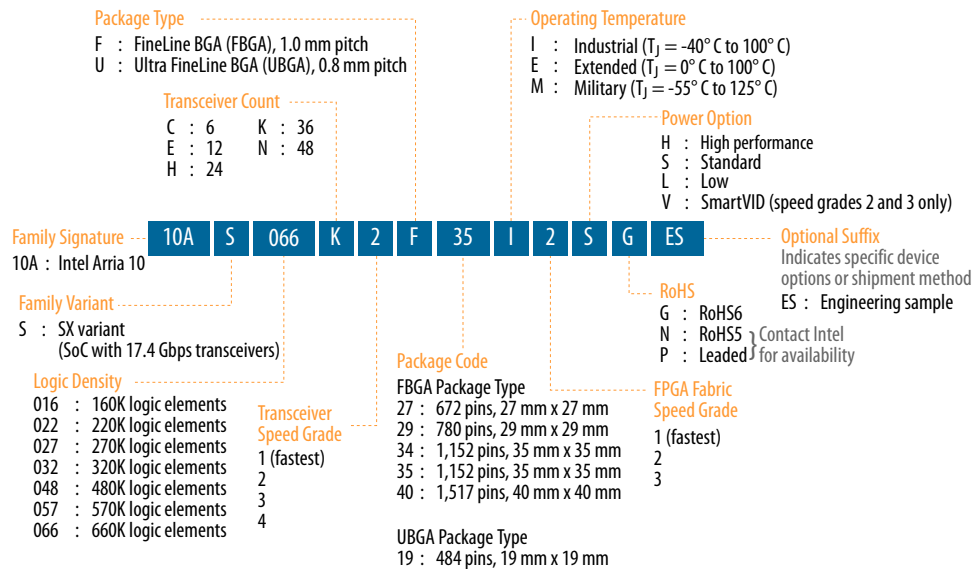 Package Type
F : FineLine BGA (FBGA), 1.0 mm pitch
U : Ultra FineLine BGA (UBGA), 0.8 mm pitch
Transceiver Count
C : 6 K : 36
E : 12 N : 48
H : 24
Operating Temperature
I : Industrial (TJ = -40° C to 100° C)
E : Extended (TJ = 0° C to 100° C)
M : Military (TJ = -55° C to 125° C)
Power Option
H : High performance
S : Standard
L : Low
V : SmartVID (speed grades 2 and 3 only)
10A S 066 K 2 F 35 I 2 S G ES
Family Signature
10A : Intel Arria 10
Family Variant
S : SX variant
(SoC with 17.4 Gbps transceivers)
Logic Density
016 : 160K logic elements
022 : 220K logic elements
027 : 270K logic elements
032 : 320K logic elements
048 : 480K logic elements
057 : 570K logic elements
066 : 660K logic elements
Transceiver
Speed Grade
1 (fastest)
2
3
4
Package Code
FBGA Package Type
27 : 672 pins, 27 mm x 27 mm
29 : 780 pins, 29 mm x 29 mm
34 : 1,152 pins, 35 mm x 35 mm
35 : 1,152 pins, 35 mm x 35 mm
40 : 1,517 pins, 40 mm x 40 mm
UBGA Package Type
19 : 484 pins, 19 mm x 19 mm
FPGA Fabric
Speed Grade
1 (fastest)
2
3
RoHS
G : RoHS6
N : RoHS5
P : Leaded
} Contact Intel
for availability
Optional Suffix
Indicates specific device
options or shipment method
ES : Engineering sample